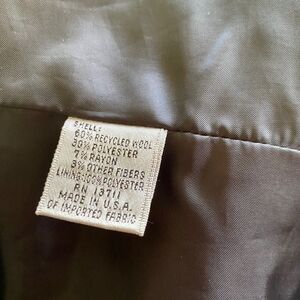 SHELL:
60% RECYCLED WOOL
30% POLYESTER
7% RAYON
3% OTHER FIBERS
LINING:100% POLYESTER
RN 13711
MADE IN U.S.A.
OF IMPORTED FABRIC